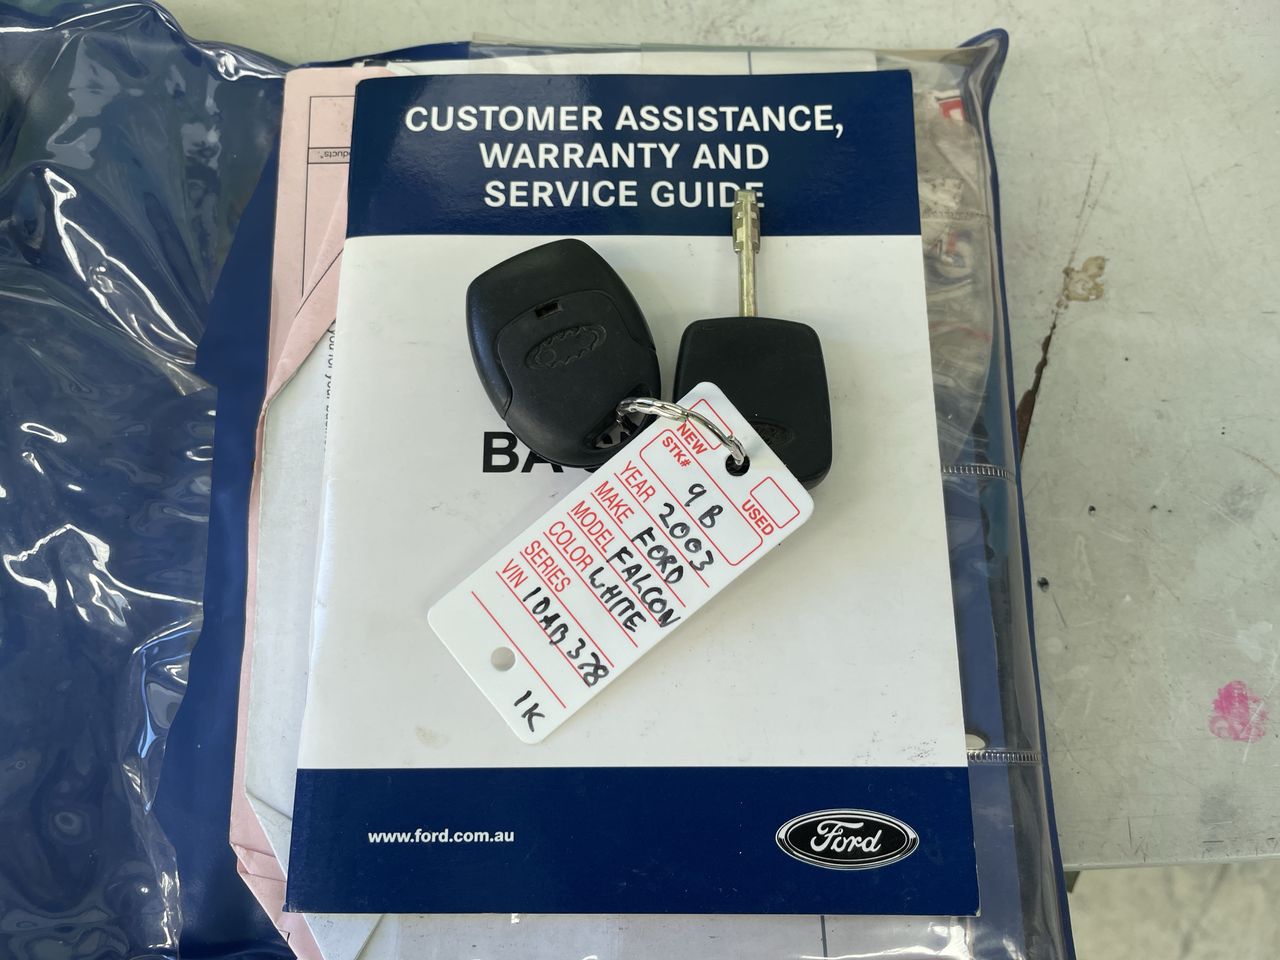 CUSTOMER ASSISTANCE,
WARRANTY AND
SERVICE GUIDE
BA
NEW
USED
STK# 9B
YEAR 2003
MAKE FORD
MODEL FALCON
COLOR WHITE
SERIES
VIN 1DAB378
1K
www.ford.com.au
Ford